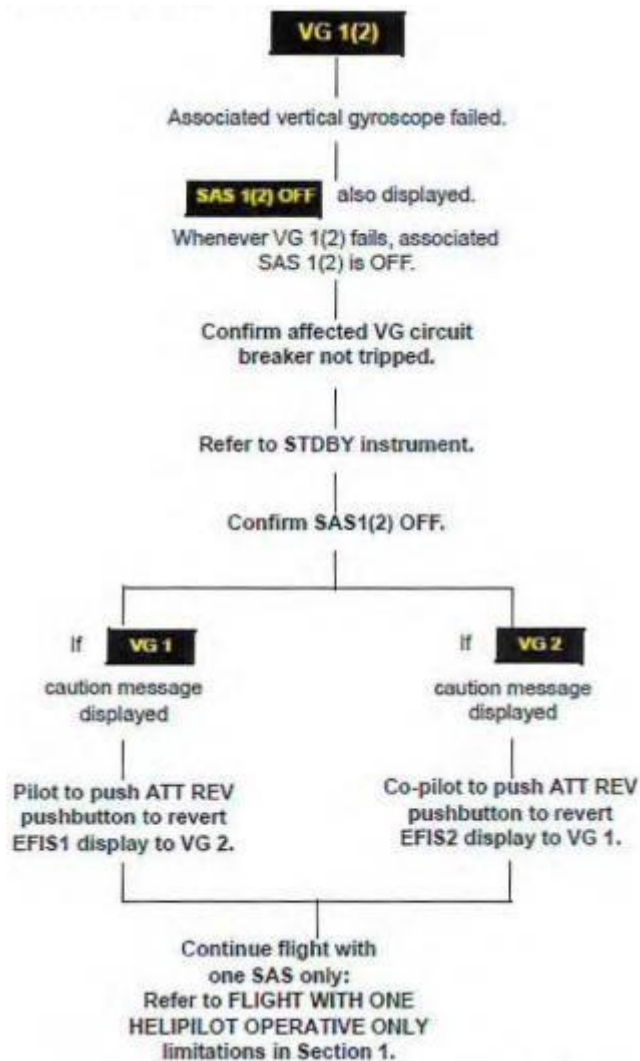 VG 1(2)
Associated vertical gyroscope failed.
SAS 1(2) OFF also displayed.
Whenever VG 1(2) fails, associated
SAS 1(2) is OFF.
Confirm affected VG circuit
breaker not tripped.
Refer to STDBY instrument.
Confirm SAS1(2) OFF.
If VG 1
caution message
displayed
Pilot to push ATT REV
pushbutton to revert
EFIS1 display to VG 2.
If VG 2
caution message
displayed
Co-pilot to push ATT REV
pushbutton to revert
EFIS2 display to VG 1.
Continue flight with
one SAS only:
Refer to FLIGHT WITH ONE
HELIPILOT OPERATIVE ONLY
limitations in Section 1.